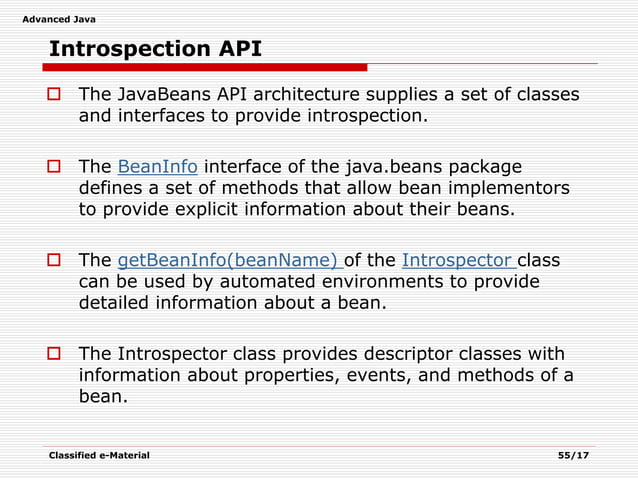 Advanced Java
Introspection API
The JavaBeans API architecture supplies a set of classes
and interfaces to provide introspection.
The BeanInfo interface of the java.beans package
defines a set of methods that allow bean implementors
to provide explicit information about their beans.
The getBeanInfo(beanName) of the Introspector class
can be used by automated environments to provide
detailed information about a bean.
The Introspector class provides descriptor classes with
information about properties, events, and methods of a
bean.
Classified e-Material
55/17